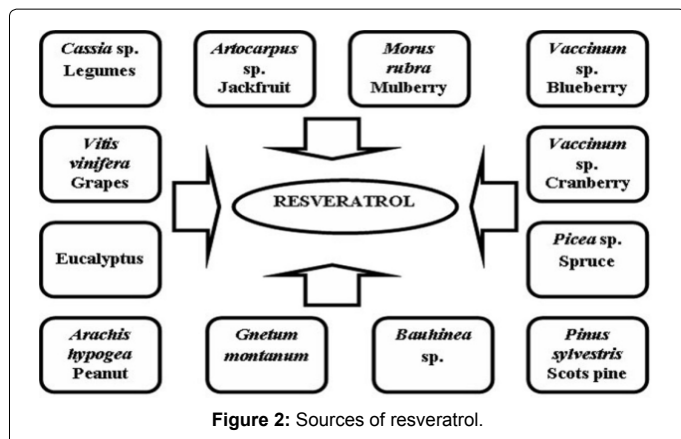 Cassia sp.
Legumes
Artocarpus
sp.
Jackfruit
Morus
rubra
Mulberry
Vaccinum
sp.
Blueberry
Vitis
vinifera
Grapes
RESVERATROL
Vaccinum
sp.
Cranberry
Eucalyptus
Picea sp.
Spruce
Arachis
hypogea
Peanut
Gnetum
montanum
Bauhinea
sp.
Pinus
sylvestris
Scots pine
Figure 2: Sources of resveratrol.